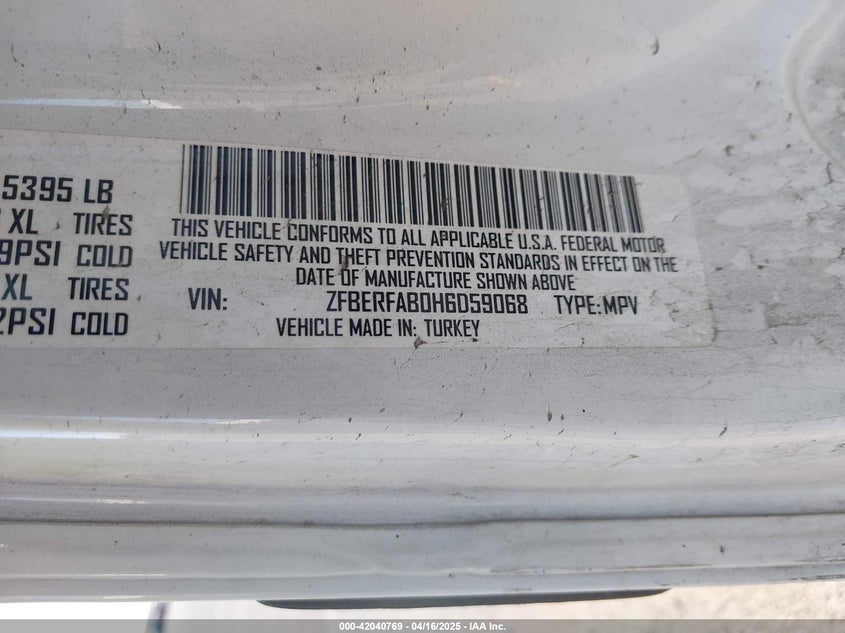 5395 LB
XL TIRES
9PSI COLD
XL TIRES
2PSI COLD
THIS VEHICLE CONFORMS TO ALL APPLICABLE U.S.A. FEDERAL MOTOR
VEHICLE SAFETY AND THEFT PREVENTION STANDARDS IN EFFECT ON THE
DATE OF MANUFACTURE SHOWN ABOVE
VIN: ZFBERFAB0H6D59068 TYPE: MPV
VEHICLE MADE IN: TURKEY
000-42040769 - 04/16/2025 - IAA Inc.